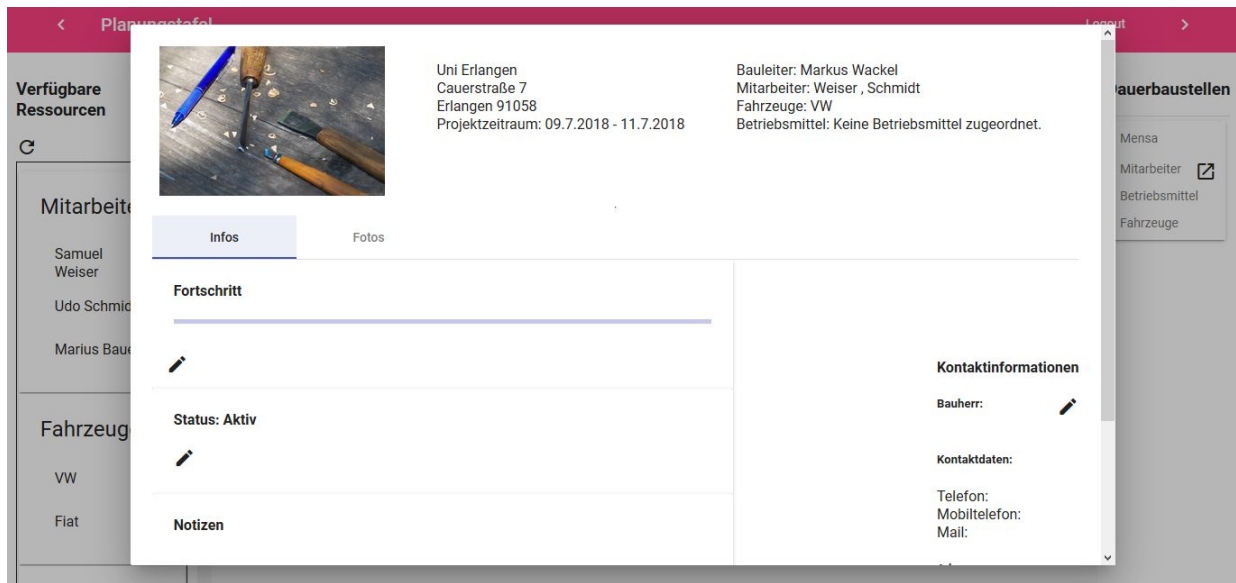 Verfügbare
Ressourcen
Mitarbeite
Samuel
Weiser
Udo Schmid
Marius Baue
Fahrzeug
VW
Fiat
Uni Erlangen
Cauerstraße 7
Erlangen 91058
Projektzeitraum: 09.7.2018 - 11.7.2018
Bauleiter: Markus Wackel
Mitarbeiter: Weiser , Schmidt
Fahrzeuge: VW
Betriebsmittel: Keine Betriebsmittel zugeordnet.
Infos
Fotos
Fortschritt
Status: Aktiv
Notizen
Kontaktinformationen
Bauherr:
Kontaktdaten:
Telefon:
Mobiltelefon:
Mail:
Planungstafel
Logout
auerbaustellen
Mensa
Mitarbeiter
Betriebsmittel
Fahrzeuge